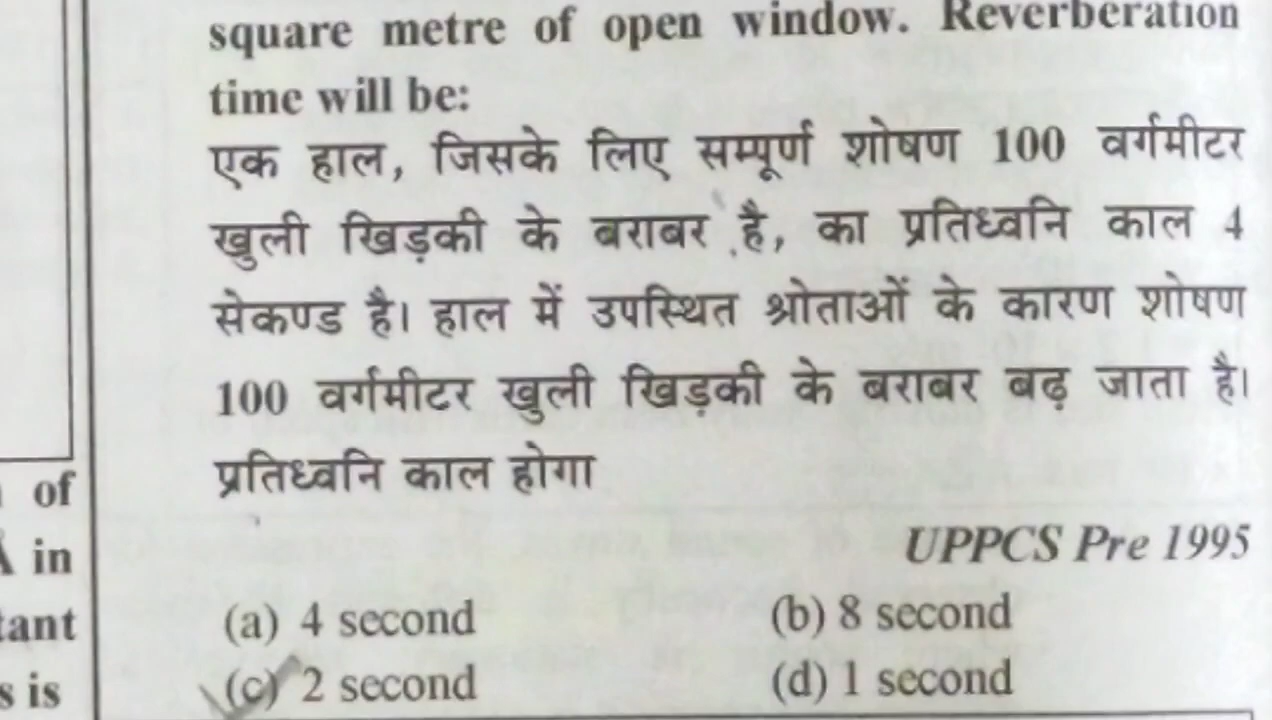 square metre of open window. Reverberation
time will be:
एक हाल, जिसके लिए सम्पूर्ण शोषण 100 वर्गमीटर
खुली खिड़की के बराबर है, का प्रतिध्वनि काल 4
सेकण्ड है। हाल में उपस्थित श्रोताओं के कारण शोषण
100 वर्गमीटर खुली खिड़की के बराबर बढ़ जाता है।
प्रतिध्वनि काल होगा
UPPCS Pre 1995
(a) 4 second (b) 8 second
(c) 2 second (d) 1 second
of
in
tant
s is